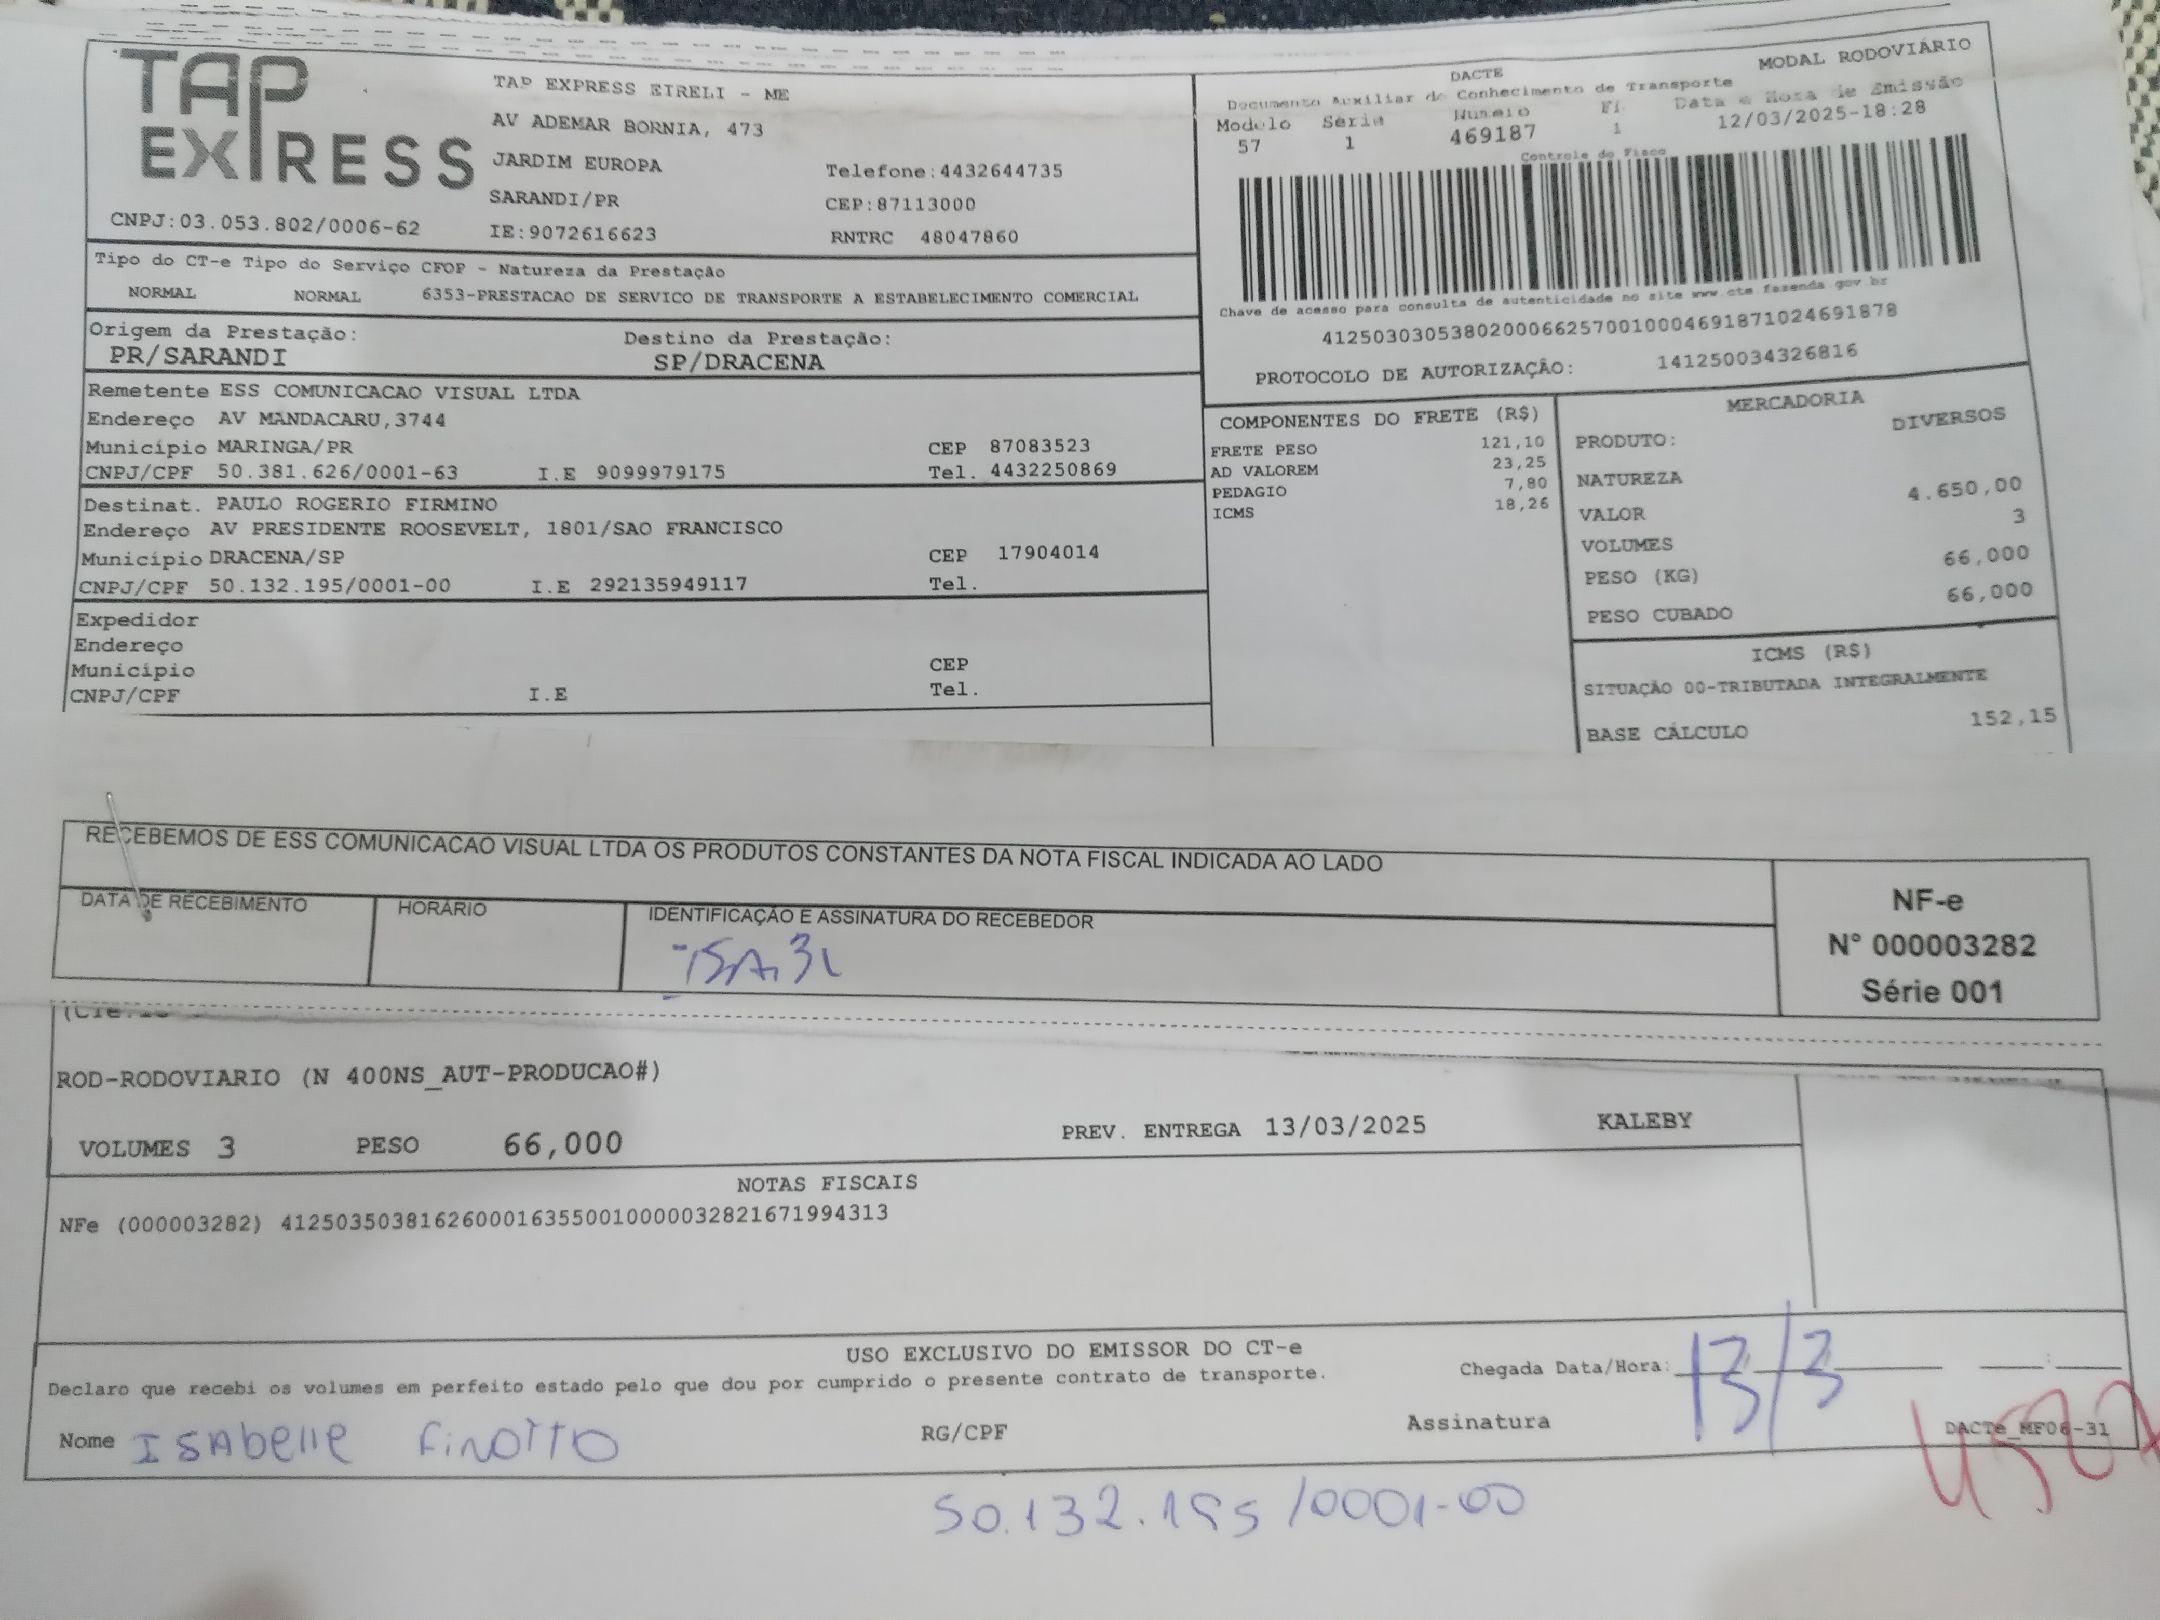 TAP EXPRESS
TAP EXPRESS EIRELI - ME
AV ADEMAR BORNIA, 473
JARDIM EUROPA Telefone:4432644735
SARANDI/PR CEP:87113000
CNPJ:03.053.802/0006-62 IE:9072616623 RNTRC 48047860
DACTE MODAL RODOVIÁRIO
Documento Auxiliar de Conhecimento de Transporte
Modelo Série Número Fl Data e Hora de Emissão
57 1 469187 1 12/03/2025-18:28
Controle do Fisco
Chave de acesso para consulta de autenticidade no site www.cte.fazenda.gov.br
41250303053802000662570010004691871024691878
PROTOCOLO DE AUTORIZAÇÃO: 141250034326816
Tipo do CT-e Tipo do Serviço CFOP - Natureza da Prestação
NORMAL NORMAL 6353-PRESTACAO DE SERVICO DE TRANSPORTE A ESTABELECIMENTO COMERCIAL
Origem da Prestação: Destino da Prestação:
PR/SARANDI SP/DRACENA
Remetente ESS COMUNICACAO VISUAL LTDA
Endereço AV MANDACARU,3744
Município MARINGA/PR CEP 87083523
CNPJ/CPF 50.381.626/0001-63 I.E 9099979175 Tel. 4432250869
Destinat. PAULO ROGERIO FIRMINO
Endereço AV PRESIDENTE ROOSEVELT, 1801/SAO FRANCISCO
Município DRACENA/SP CEP 17904014
CNPJ/CPF 50.132.195/0001-00 I.E 292135949117 Tel.
Expedidor
Endereço
Município CEP
CNPJ/CPF I.E Tel.
COMPONENTES DO FRETE (R$)
FRETE PESO 121,10
AD VALOREM 23,25
PEDAGIO 7,80
ICMS 18,26
MERCADORIA
PRODUTO: DIVERSOS
NATUREZA
VALOR 4.650,00
VOLUMES 3
PESO (KG) 66,000
PESO CUBADO 66,000
ICMS (R$)
SITUAÇÃO 00-TRIBUTADA INTEGRALMENTE
BASE CÁLCULO 152,15
RECEBEMOS DE ESS COMUNICACAO VISUAL LTDA OS PRODUTOS CONSTANTES DA NOTA FISCAL INDICADA AO LADO
DATA DE RECEBIMENTO HORÁRIO IDENTIFICAÇÃO E ASSINATURA DO RECEBEDOR
NF-e
N° 000003282
Série 001
ROD-RODOVIARIO (N 400NS_AUT-PRODUCAO#)
VOLUMES 3 PESO 66,000 PREV. ENTREGA 13/03/2025 KALEBY
NOTAS FISCAIS
NFe (000003282) 41250350381626000163550010000032821671994313
USO EXCLUSIVO DO EMISSOR DO CT-e
Declaro que recebi os volumes em perfeito estado pelo que dou por cumprido o presente contrato de transporte. Chegada Data/Hora: 13/3
Nome ISAbelle FiNOTTO RG/CPF Assinatura DACTe_MF06-31
50.132.195/0001-00